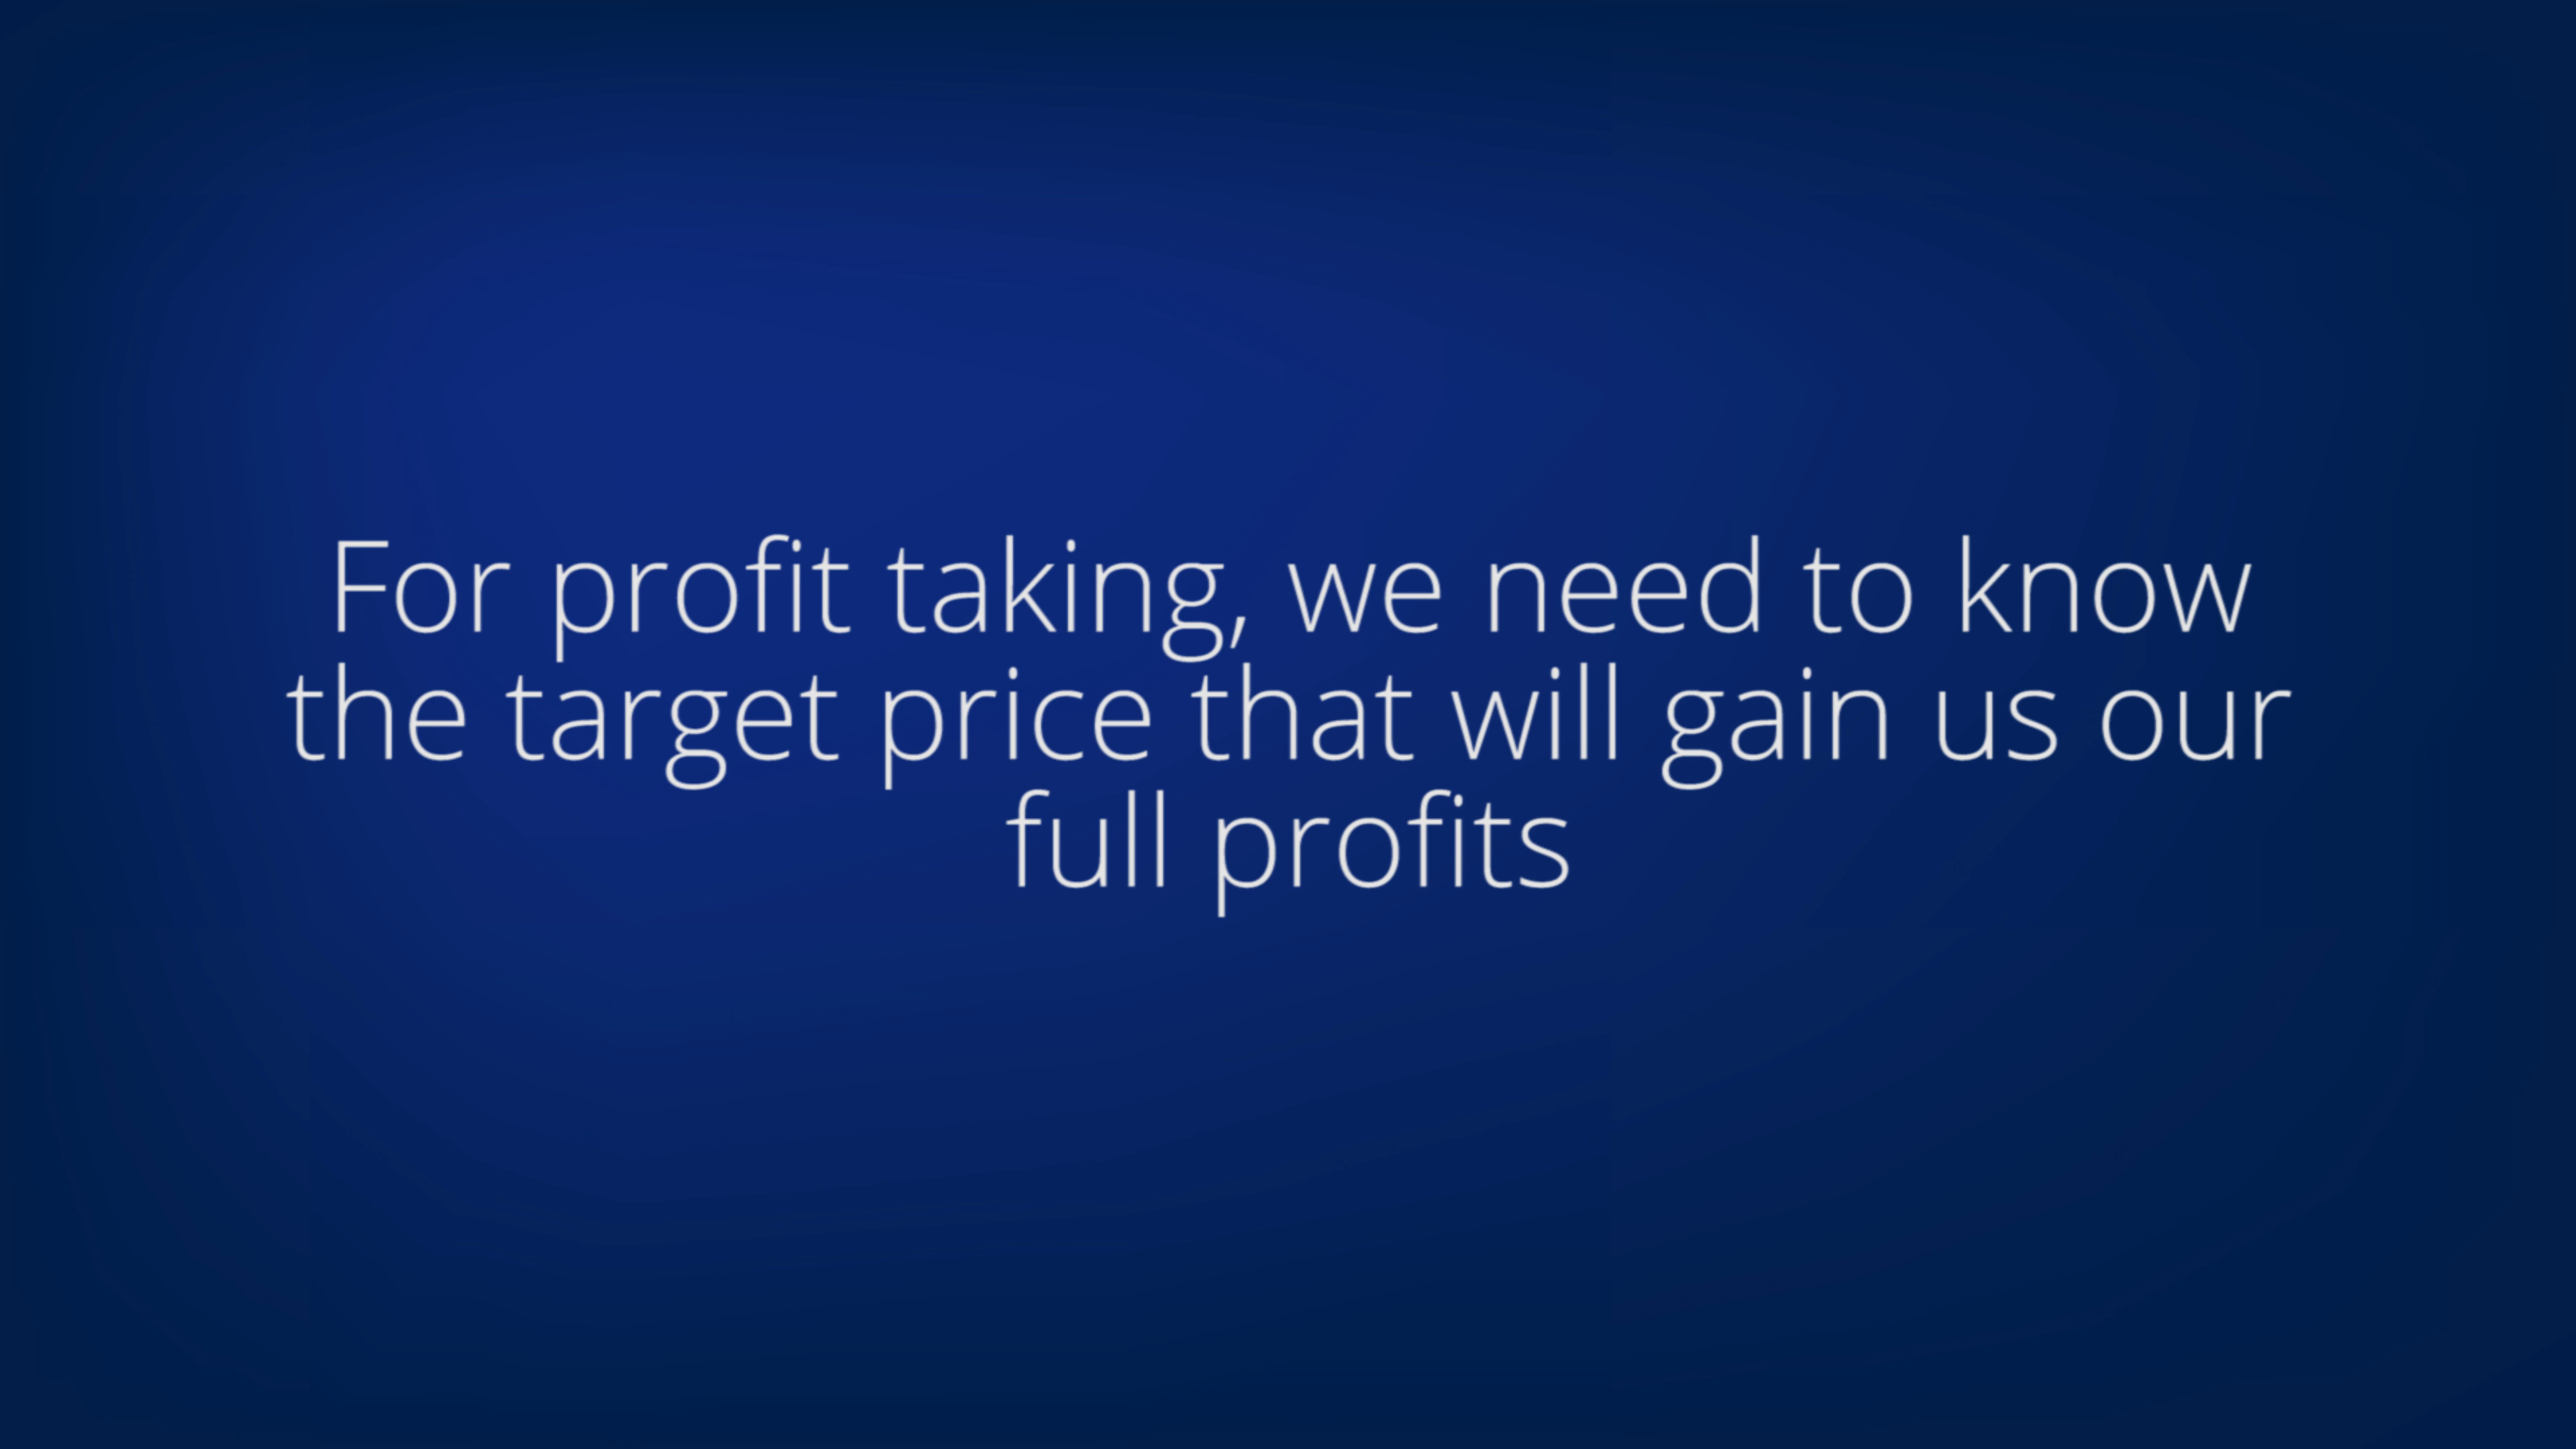 For profit taking, we need to know
the target price that will gain us our
full profits